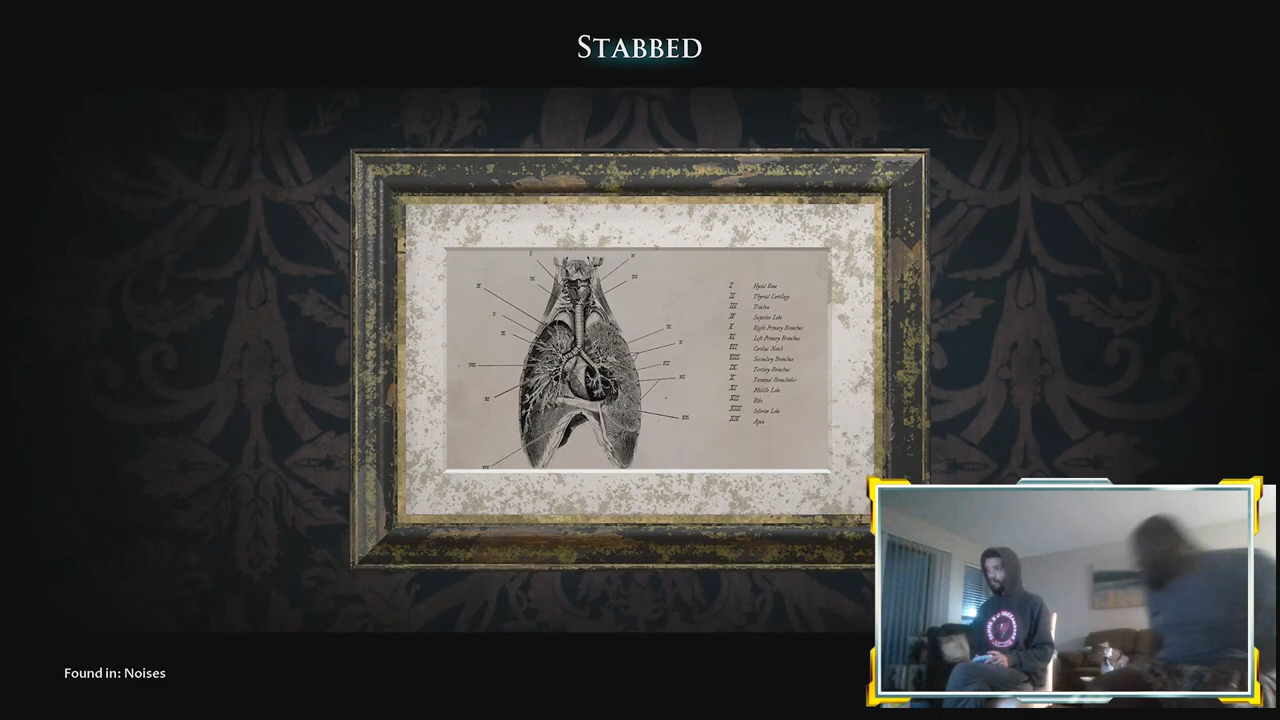 STABBED
I Hyoid Bone
II Thyroid Cartilage
III Trachea
IV Superior Lobe
V Right Primary Bronchus
VI Left Primary Bronchus
VII Cardiac Notch
VIII Secondary Bronchus
IX Tertiary Bronchus
X Terminal Bronchioles
XI Middle Lobe
XII Ribs
XIII Inferior Lobe
XIV Apex
Found in: Noises